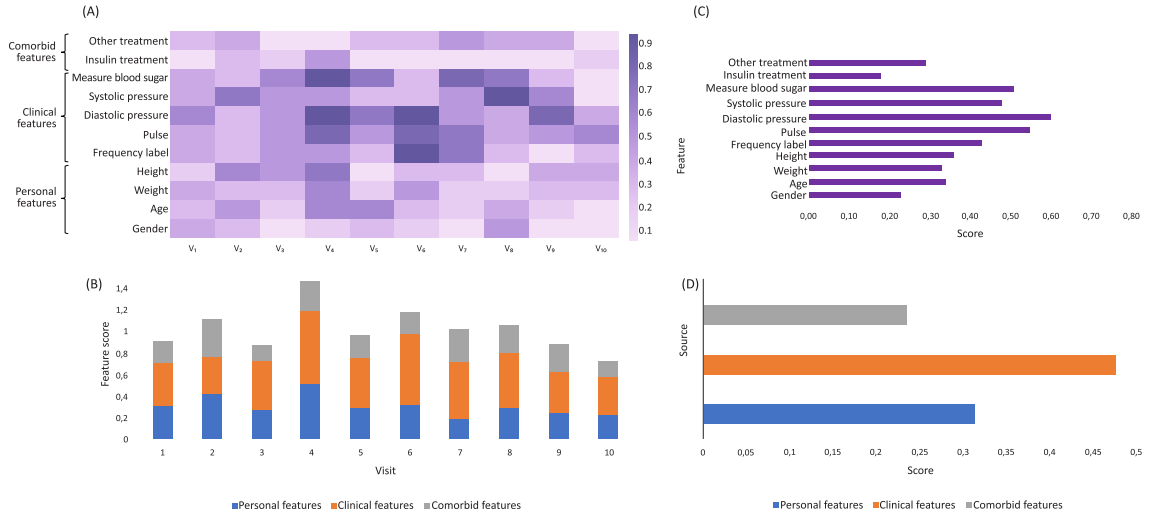 (A)
Comorbid
features
Clinical
features
Personal
features
Other treatment
Insulin treatment
Measure blood sugar
Systolic pressure
Diastolic pressure
Pulse
Frequency label
Height
Weight
Age
Gender
V₁ V₂ V₃ V₄ V₅ V₆ V₇ V₈ V₉ V₁₀
0.9
0.8
0.7
0.6
0.5
0.4
0.3
0.2
0.1
(C)
Feature
Other treatment
Insulin treatment
Measure blood sugar
Systolic pressure
Diastolic pressure
Pulse
Frequency label
Height
Weight
Age
Gender
0,00 0,10 0,20 0,30 0,40 0,50 0,60 0,70 0,80
Score
(B)
Feature score
1,4
1,2
1
0,8
0,6
0,4
0,2
0
1 2 3 4 5 6 7 8 9 10
Visit
Personal features Clinical features Comorbid features
(D)
Source
0 0,05 0,1 0,15 0,2 0,25 0,3 0,35 0,4 0,45 0,5
Score
Personal features Clinical features Comorbid features